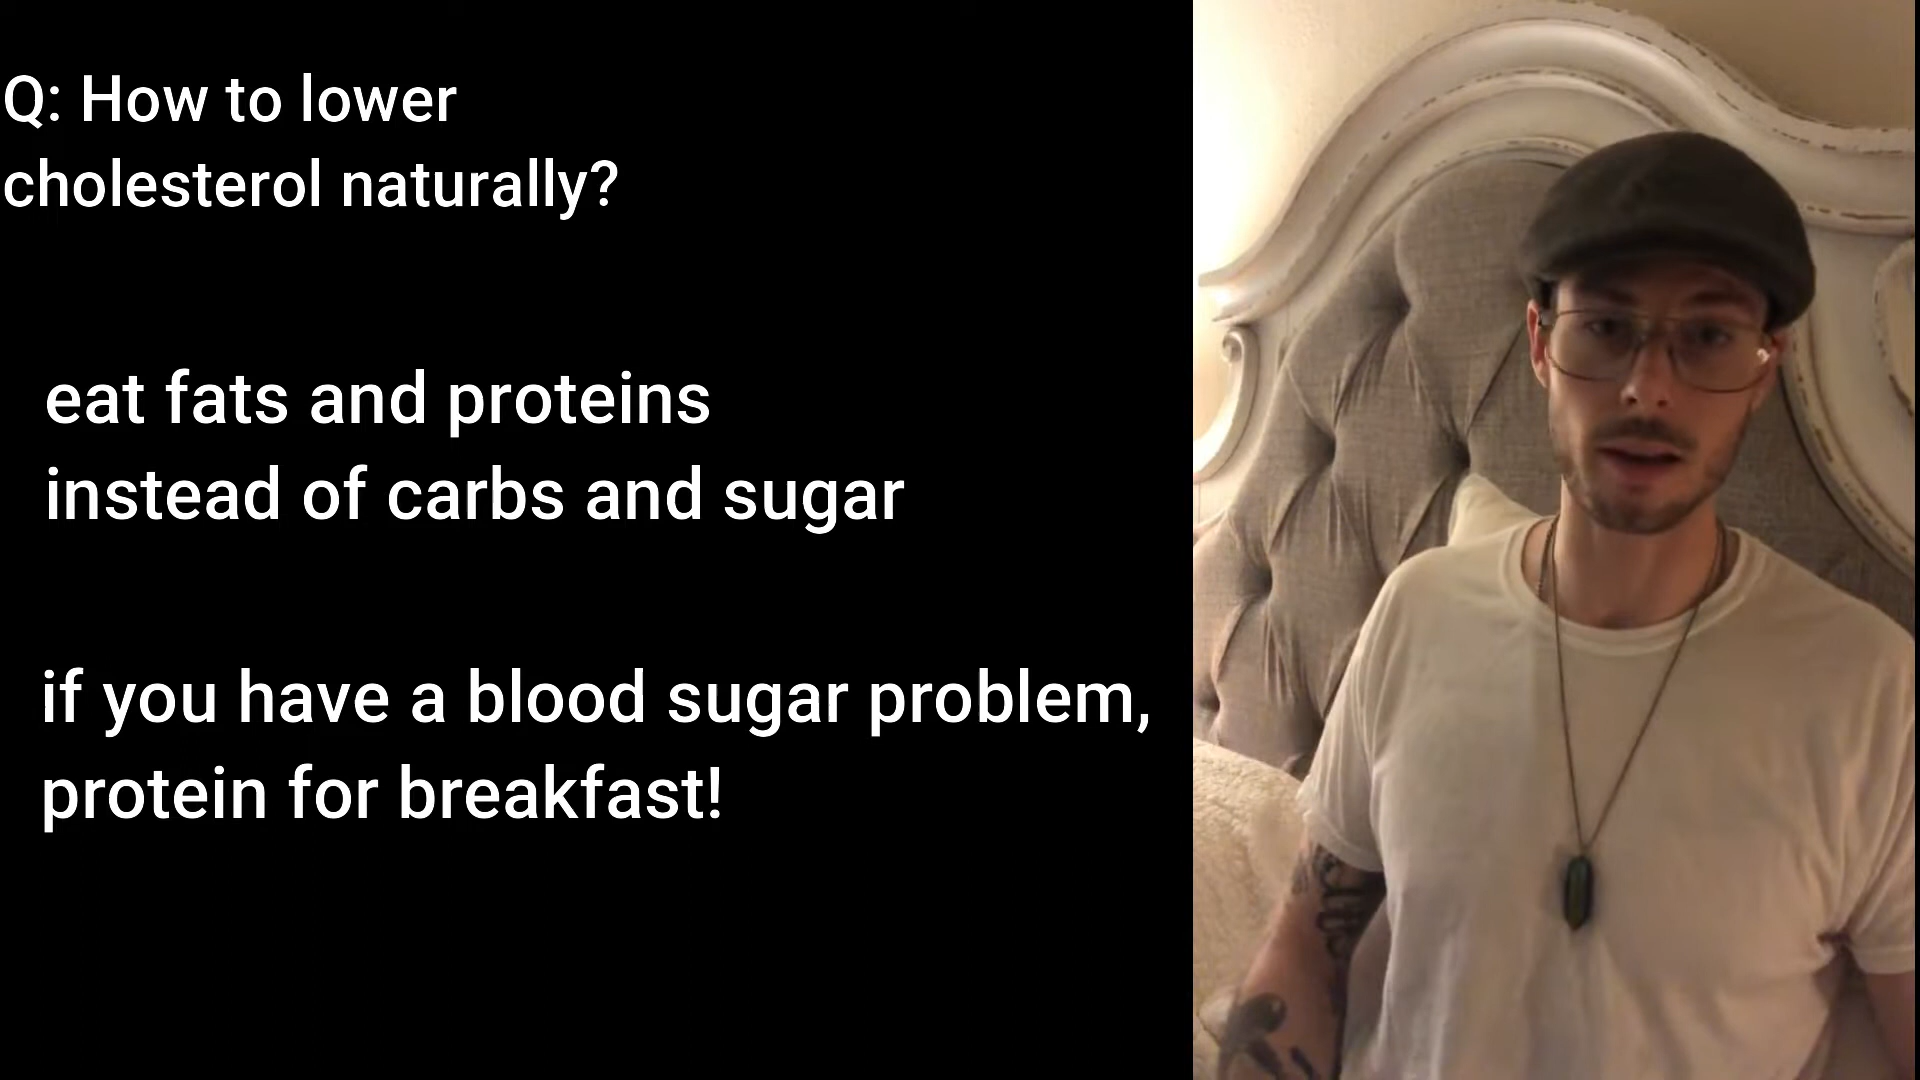 Q: How to lower
cholesterol naturally?
eat fats and proteins
instead of carbs and sugar
if you have a blood sugar problem,
protein for breakfast!